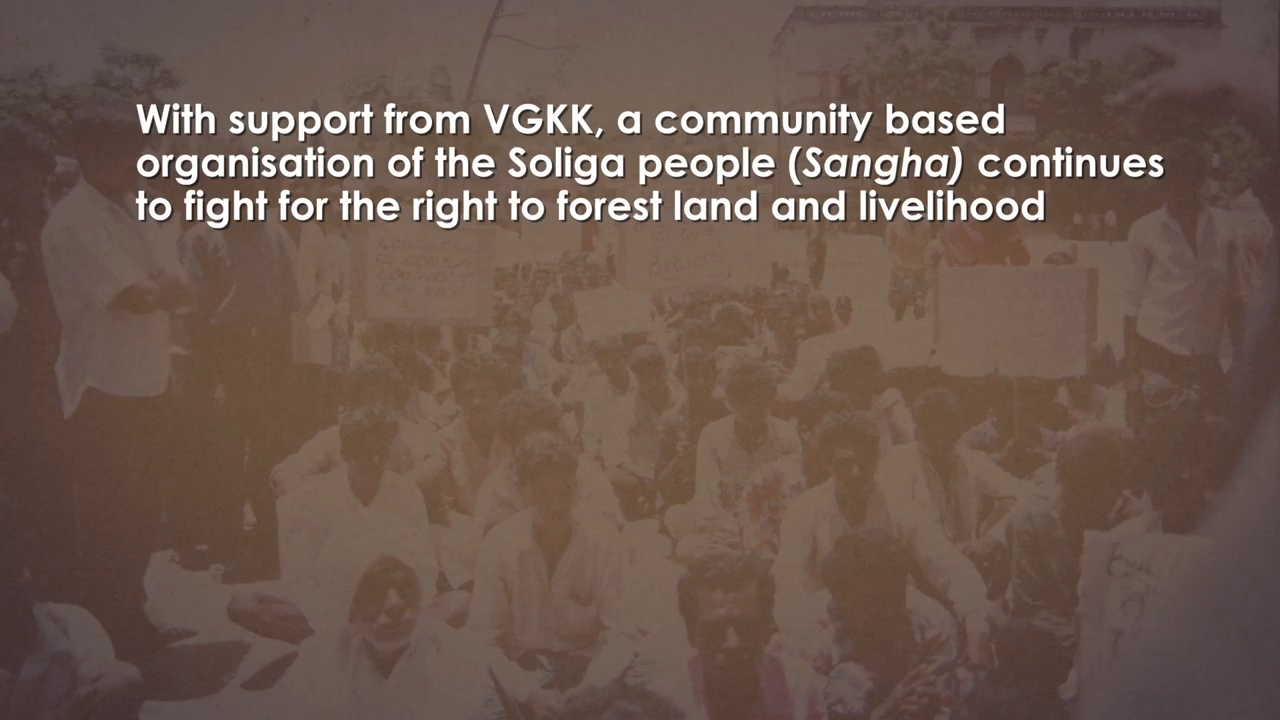 With support from VGKK, a community based
organisation of the Soliga people (Sangha) continues
to fight for the right to forest land and livelihood